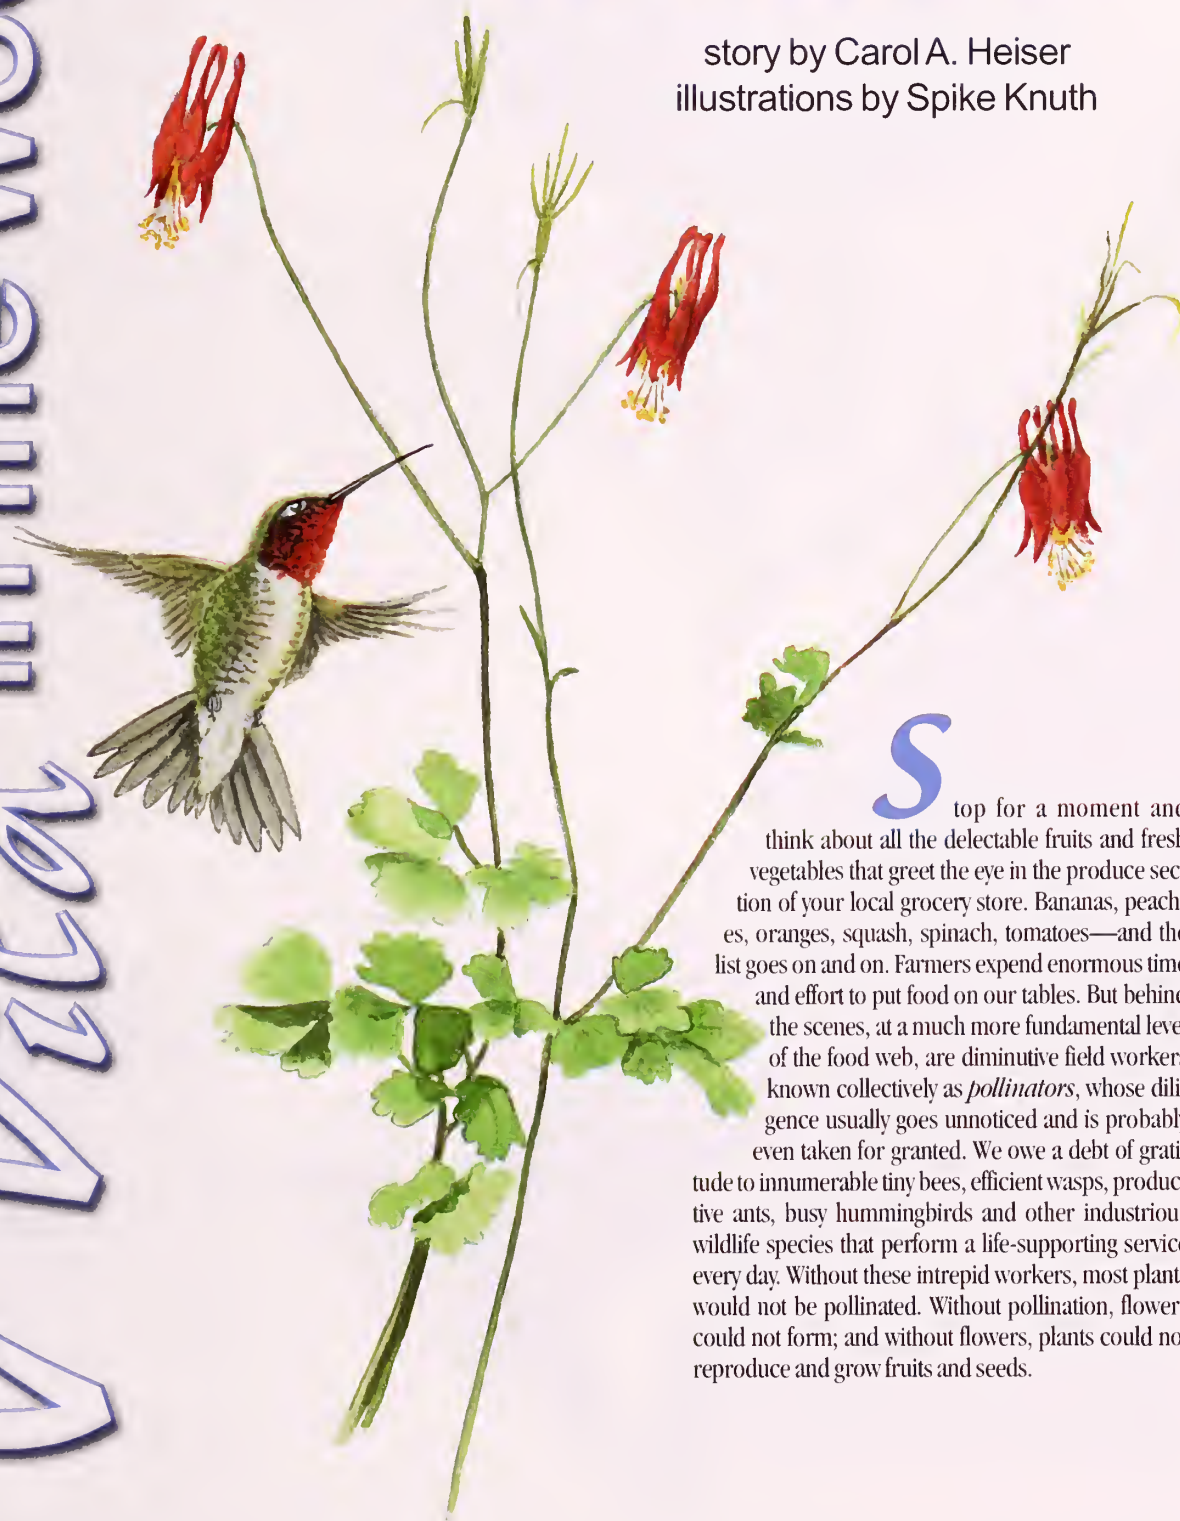 story by Carol A. Heiser
illustrations by Spike Knuth
Stop for a moment and
think about all the delectable fruits and fresh
vegetables that greet the eye in the produce sec-
tion of your local grocery store. Bananas, peach-
es, oranges, squash, spinach, tomatoes—and the
list goes on and on. Farmers expend enormous time
and effort to put food on our tables. But behind
the scenes, at a much more fundamental leve
of the food web, are diminutive field workers
known collectively as pollinators, whose dili-
gence usually goes unnoticed and is probabl
even taken for granted. We owe a debt of grati-
tude to innumerable tiny bees, efficient wasps, produc-
tive ants, busy hummingbirds and other industriou
wildlife species that perform a life-supporting service
every day. Without these intrepid workers, most plant
would not be pollinated. Without pollination, flower
could not form; and without flowers, plants could no
reproduce and grow fruits and seeds.